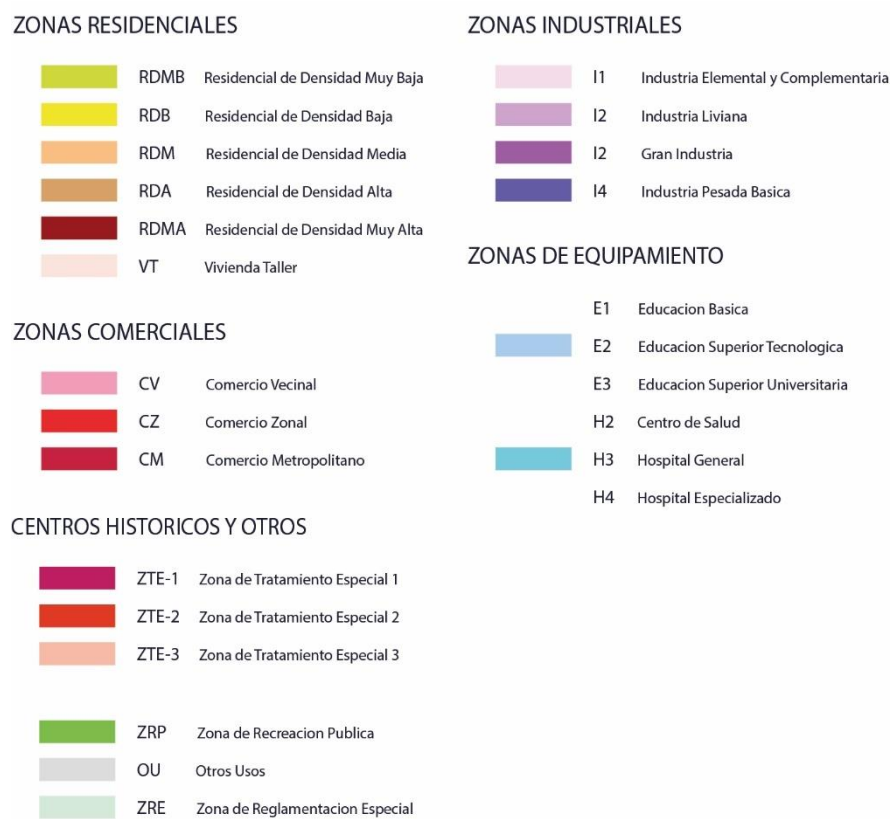 ZONAS RESIDENCIALES
RDMB Residencial de Densidad Muy Baja
RDB Residencial de Densidad Baja
RDM Residencial de Densidad Media
RDA Residencial de Densidad Alta
RDMA Residencial de Densidad Muy Alta
VT Vivienda Taller
ZONAS COMERCIALES
CV Comercio Vecinal
CZ Comercio Zonal
CM Comercio Metropolitano
CENTROS HISTORICOS Y OTROS
ZTE-1 Zona de Tratamiento Especial 1
ZTE-2 Zona de Tratamiento Especial 2
ZTE-3 Zona de Tratamiento Especial 3
ZRP Zona de Recreacion Publica
OU Otros Usos
ZRE Zona de Reglamentacion Especial
ZONAS INDUSTRIALES
I1 Industria Elemental y Complementaria
I2 Industria Liviana
I2 Gran Industria
I4 Industria Pesada Basica
ZONAS DE EQUIPAMIENTO
E1 Educacion Basica
E2 Educacion Superior Tecnologica
E3 Educacion Superior Universitaria
H2 Centro de Salud
H3 Hospital General
H4 Hospital Especializado